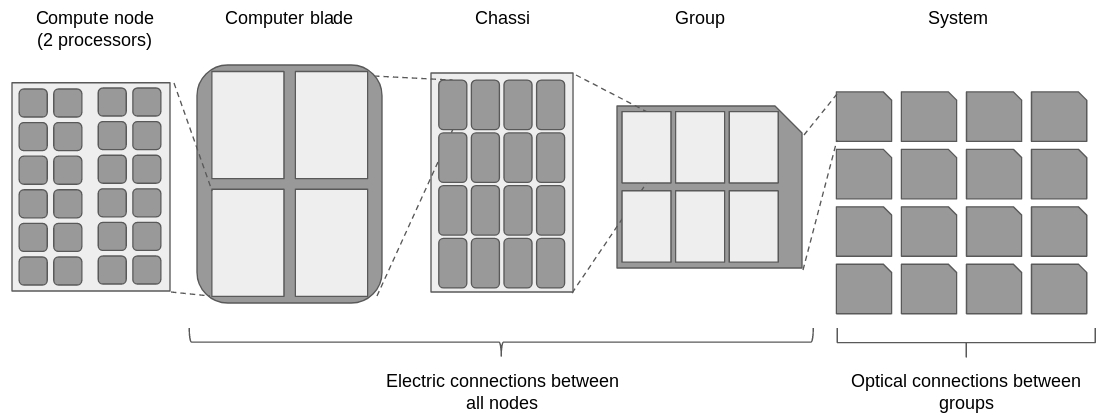 Compute node
(2 processors)
Computer blade
Chassi
Group
System
Electric connections between
all nodes
Optical connections between
groups